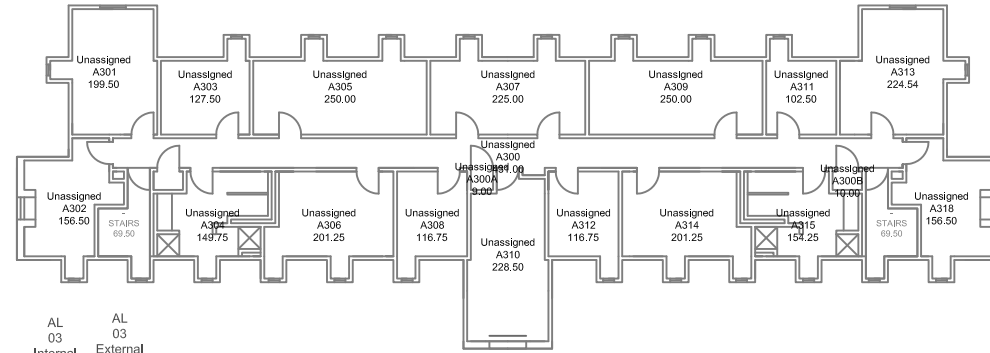 Unassigned
A301
199.50
Unassigned
A303
127.50
Unassigned
A305
250.00
Unassigned
A307
225.00
Unassigned
A309
250.00
Unassigned
A311
102.50
Unassigned
A313
224.54
Unassigned
A300
431.00
Unassigned
A300A
9.00
Unassigned
A300B
10.00
Unassigned
A302
156.50
-
STAIRS
69.50
Unassigned
A304
149.75
Unassigned
A306
201.25
Unassigned
A308
116.75
Unassigned
A310
228.50
Unassigned
A312
116.75
Unassigned
A314
201.25
Unassigned
A315
154.25
-
STAIRS
69.50
Unassigned
A318
156.50
AL
03
Internal
AL
03
External